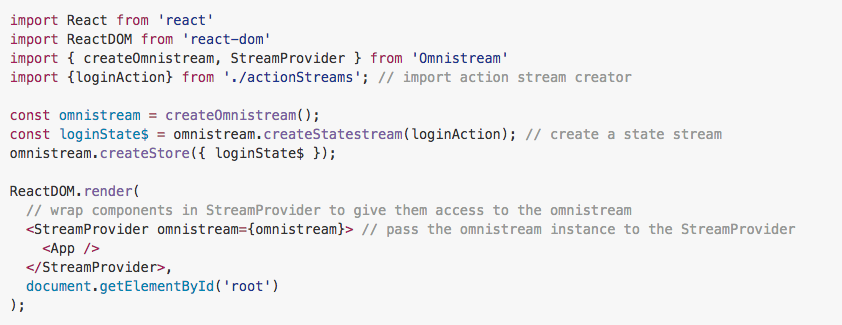 import React from 'react'
import ReactDOM from 'react-dom'
import { createOmnistream, StreamProvider } from 'Omnistream'
import {loginAction} from './actionStreams'; // import action stream creator

const omnistream = createOmnistream();
const loginState$ = omnistream.createStatestream(loginAction); // create a state stream
omnistream.createStore({ loginState$ });

ReactDOM.render(
  // wrap components in StreamProvider to give them access to the omnistream
  <StreamProvider omnistream={omnistream}> // pass the omnistream instance to the StreamProvider
    <App />
  </StreamProvider>,
  document.getElementById('root')
);